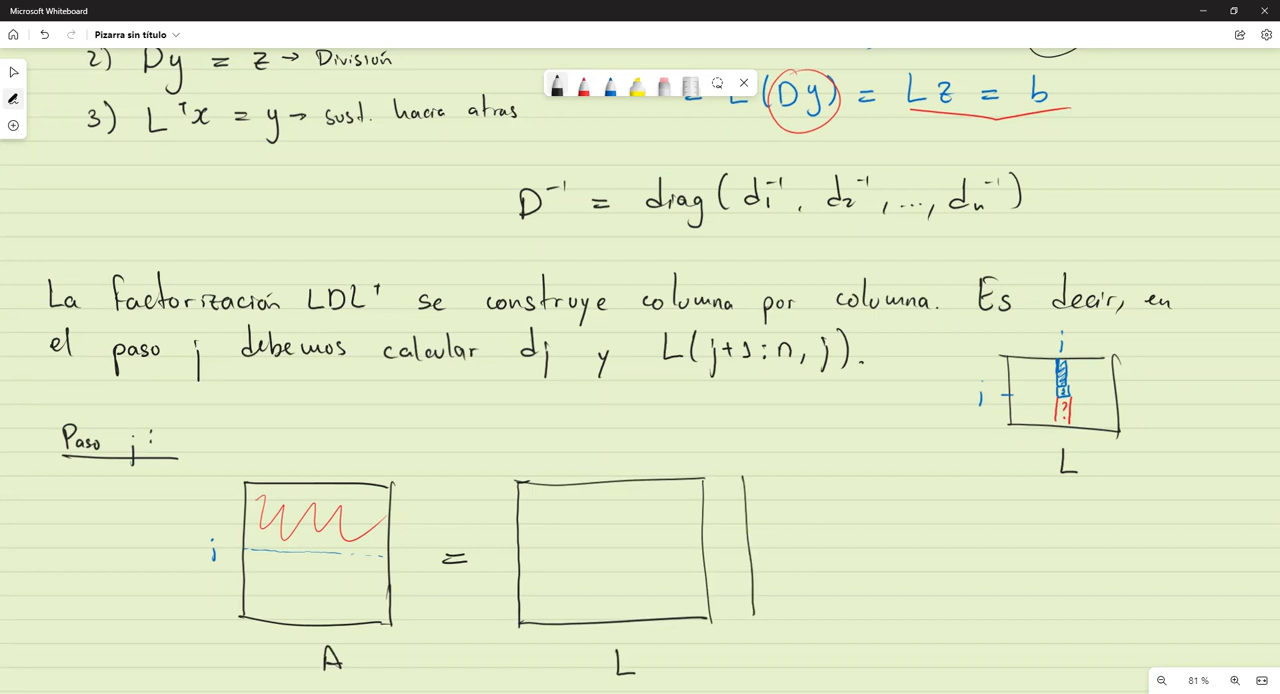 Microsoft Whiteboard
Pizarra sin título
2) Dy = z → División
3) Lᵀx = y → sust. hacia atras
= L(Dy) = Lz = b
D⁻¹ = diag(d₁⁻¹, d₂⁻¹, ..., dₙ⁻¹)
La factorización LDLᵀ se construye columna por columna. Es decir, en
el paso j debemos calcular dj y L(j+1:n, j).
j
j
1
?
L
Paso j:
j
=
A
L
81 %